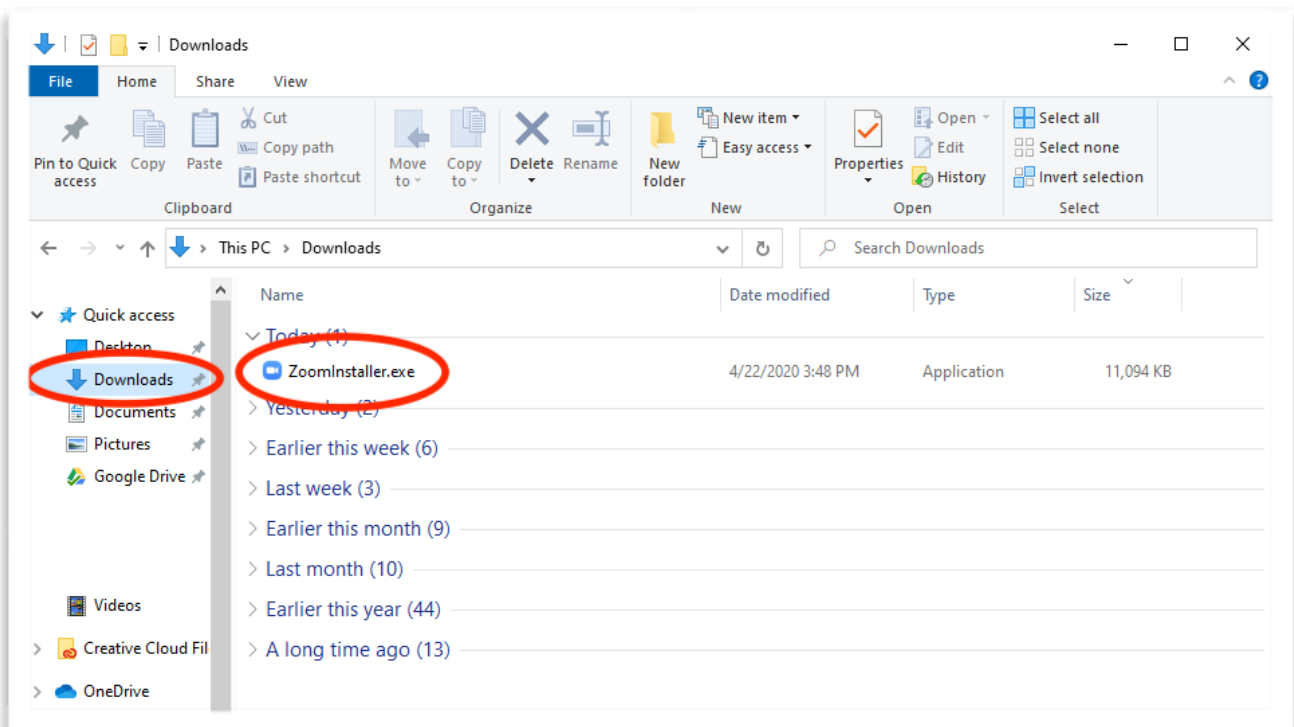 Downloads
File Home Share View
Pin to Quick access
Copy
Paste
Cut
Copy path
Paste shortcut
Clipboard
Move to
Copy to
Delete
Rename
Organize
New folder
New item
Easy access
New
Properties
Open
Edit
History
Open
Select all
Select none
Invert selection
Select
This PC > Downloads
Search Downloads
Quick access
Desktop
Downloads
Documents
Pictures
Google Drive
Videos
Creative Cloud Fil
OneDrive
Name Date modified Type Size
Today (1)
ZoomInstaller.exe 4/22/2020 3:48 PM Application 11,094 KB
Yesterday (2)
Earlier this week (6)
Last week (3)
Earlier this month (9)
Last month (10)
Earlier this year (44)
A long time ago (13)